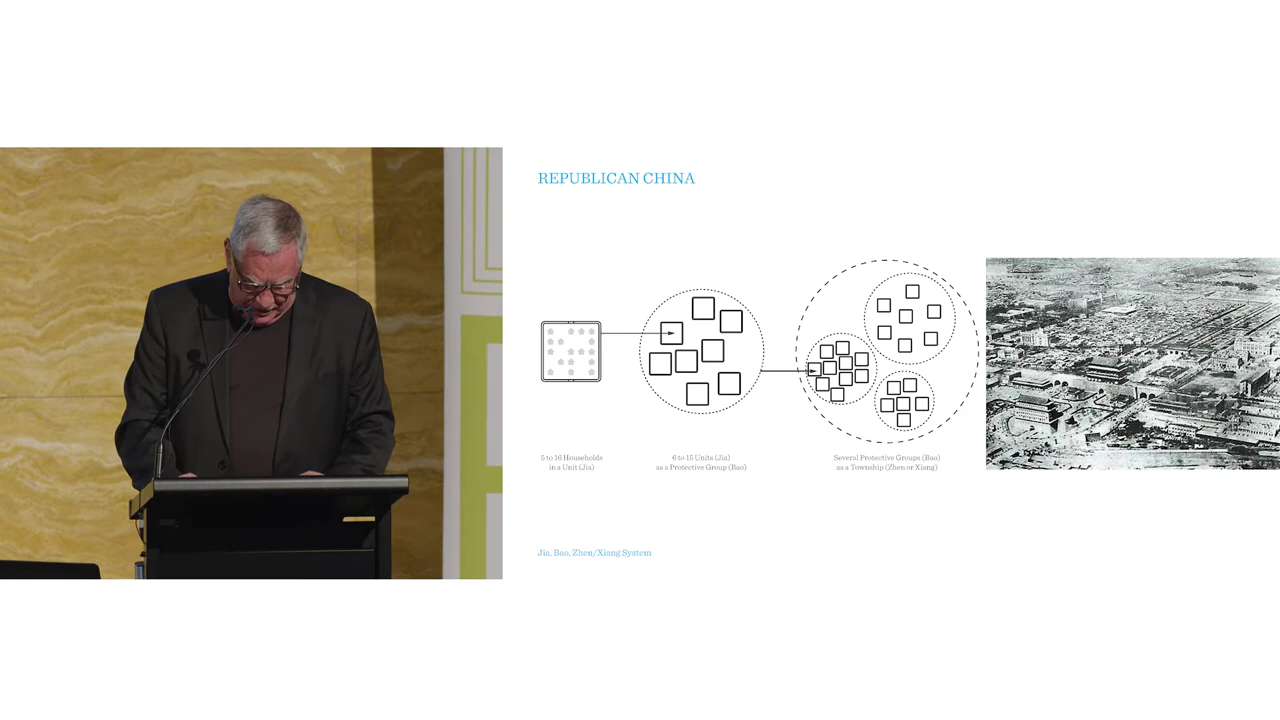 REPUBLICAN CHINA
5 to 16 Households
in a Unit (Jia)
6 to 15 Units (Jia)
as a Protective Group (Bao)
Several Protective Groups (Bao)
as a Township (Zhen or Xiang)
Jia, Bao, Zhen/Xiang System